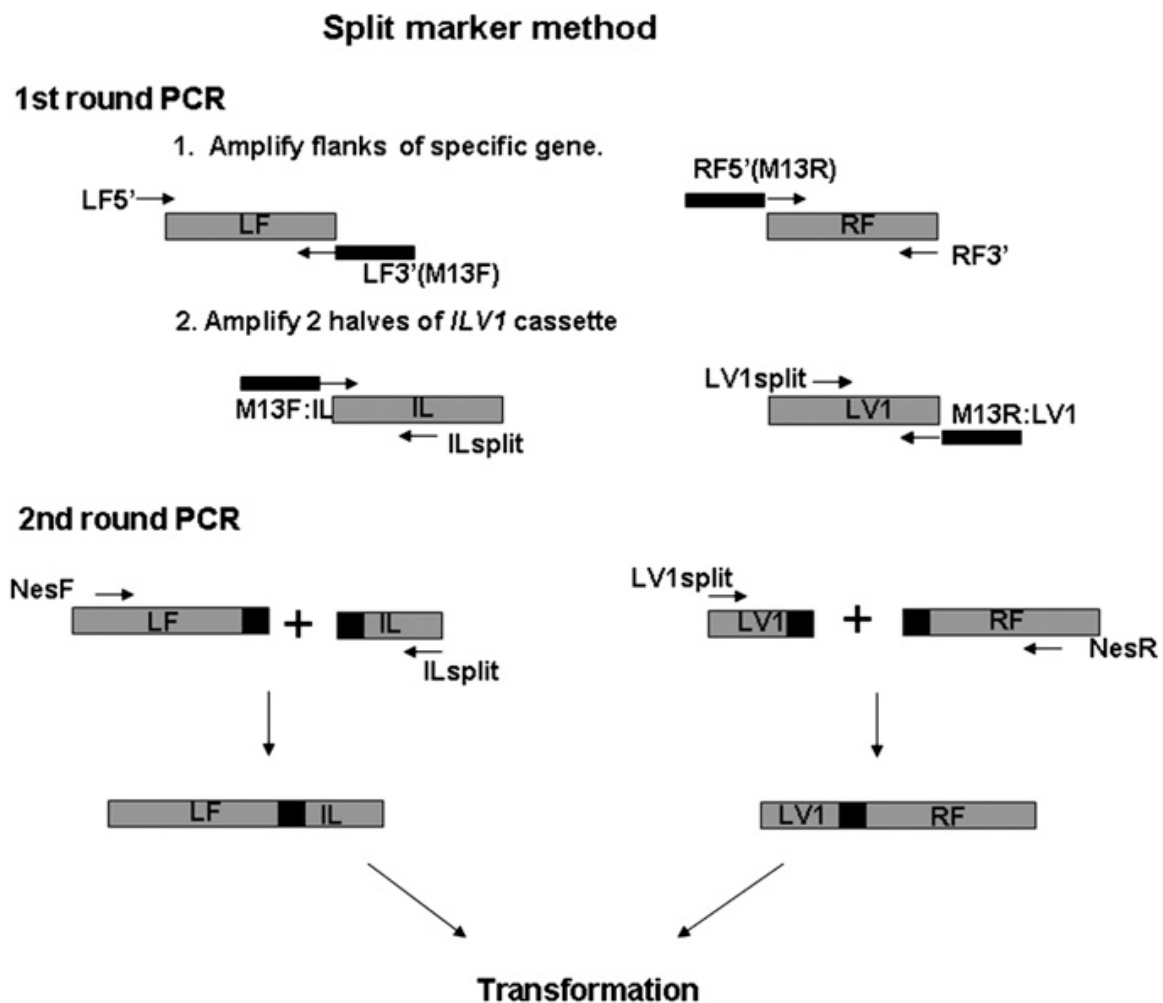 Split marker method
1st round PCR
1. Amplify flanks of specific gene.
LF5'
LF
LF3'(M13F)
RF5'(M13R)
RF
RF3'
2. Amplify 2 halves of ILV1 cassette
M13F:IL
IL
ILsplit
LV1split
LV1
M13R:LV1
2nd round PCR
NesF
LF
+
IL
ILsplit
LV1split
LV1
+
RF
NesR
LF
IL
LV1
RF
Transformation